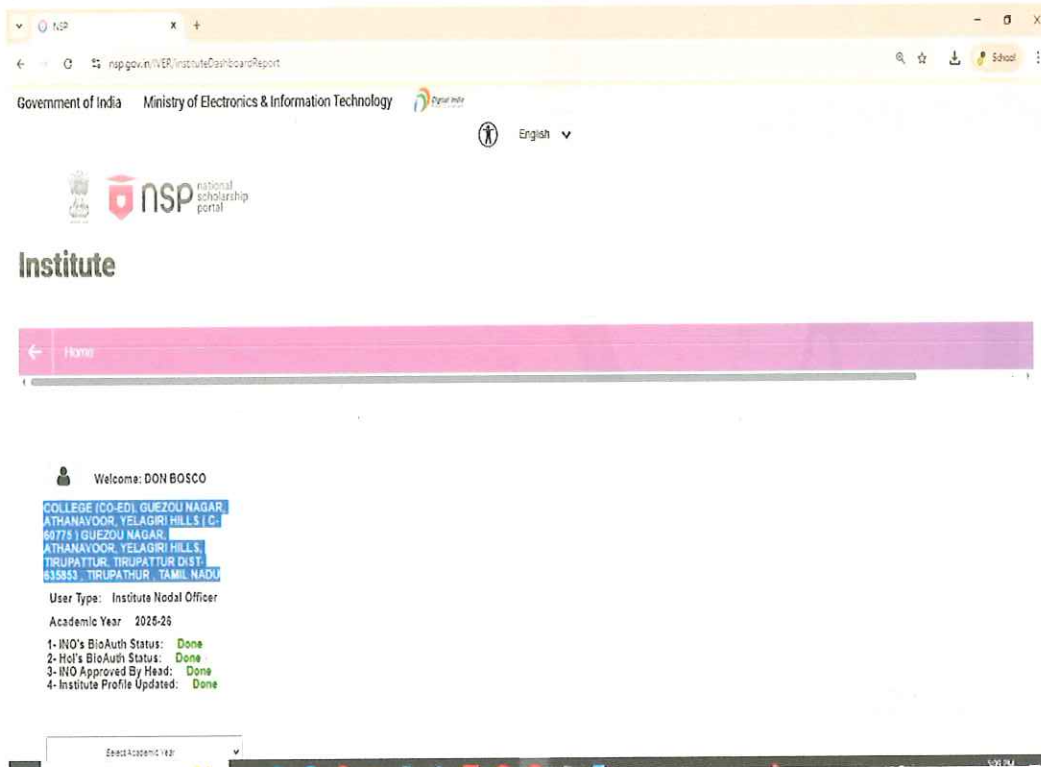 NSP
nsp.gov.in/IVER/instituteDashboardReport
School
Government of India Ministry of Electronics & Information Technology Digital India
English
nsp national scholarship portal
Institute
Home
Welcome: DON BOSCO
COLLEGE (CO-ED), GUEZOU NAGAR,
ATHANAVOOR, YELAGIRI HILLS ( C-
60775 ) GUEZOU NAGAR,
ATHANAVOOR, YELAGIRI HILLS,
TIRUPATTUR, TIRUPATTUR DIST-
635853 , TIRUPATHUR , TAMIL NADU
User Type: Institute Nodal Officer
Academic Year 2025-26
1- INO's BioAuth Status: Done
2- HoI's BioAuth Status: Done
3- INO Approved By Head: Done
4- Institute Profile Updated: Done
Select Academic Year